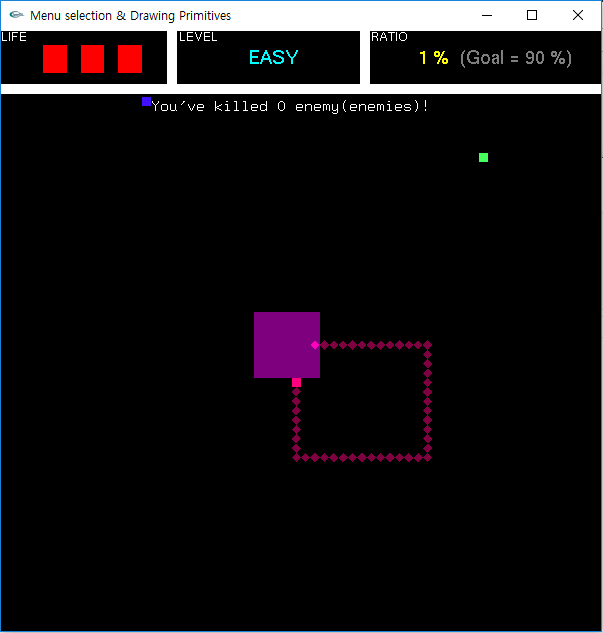 Menu selection & Drawing Primitives
LIFE
LEVEL
EASY
RATIO
1 % (Goal = 90 %)
You've killed 0 enemy(enemies)!